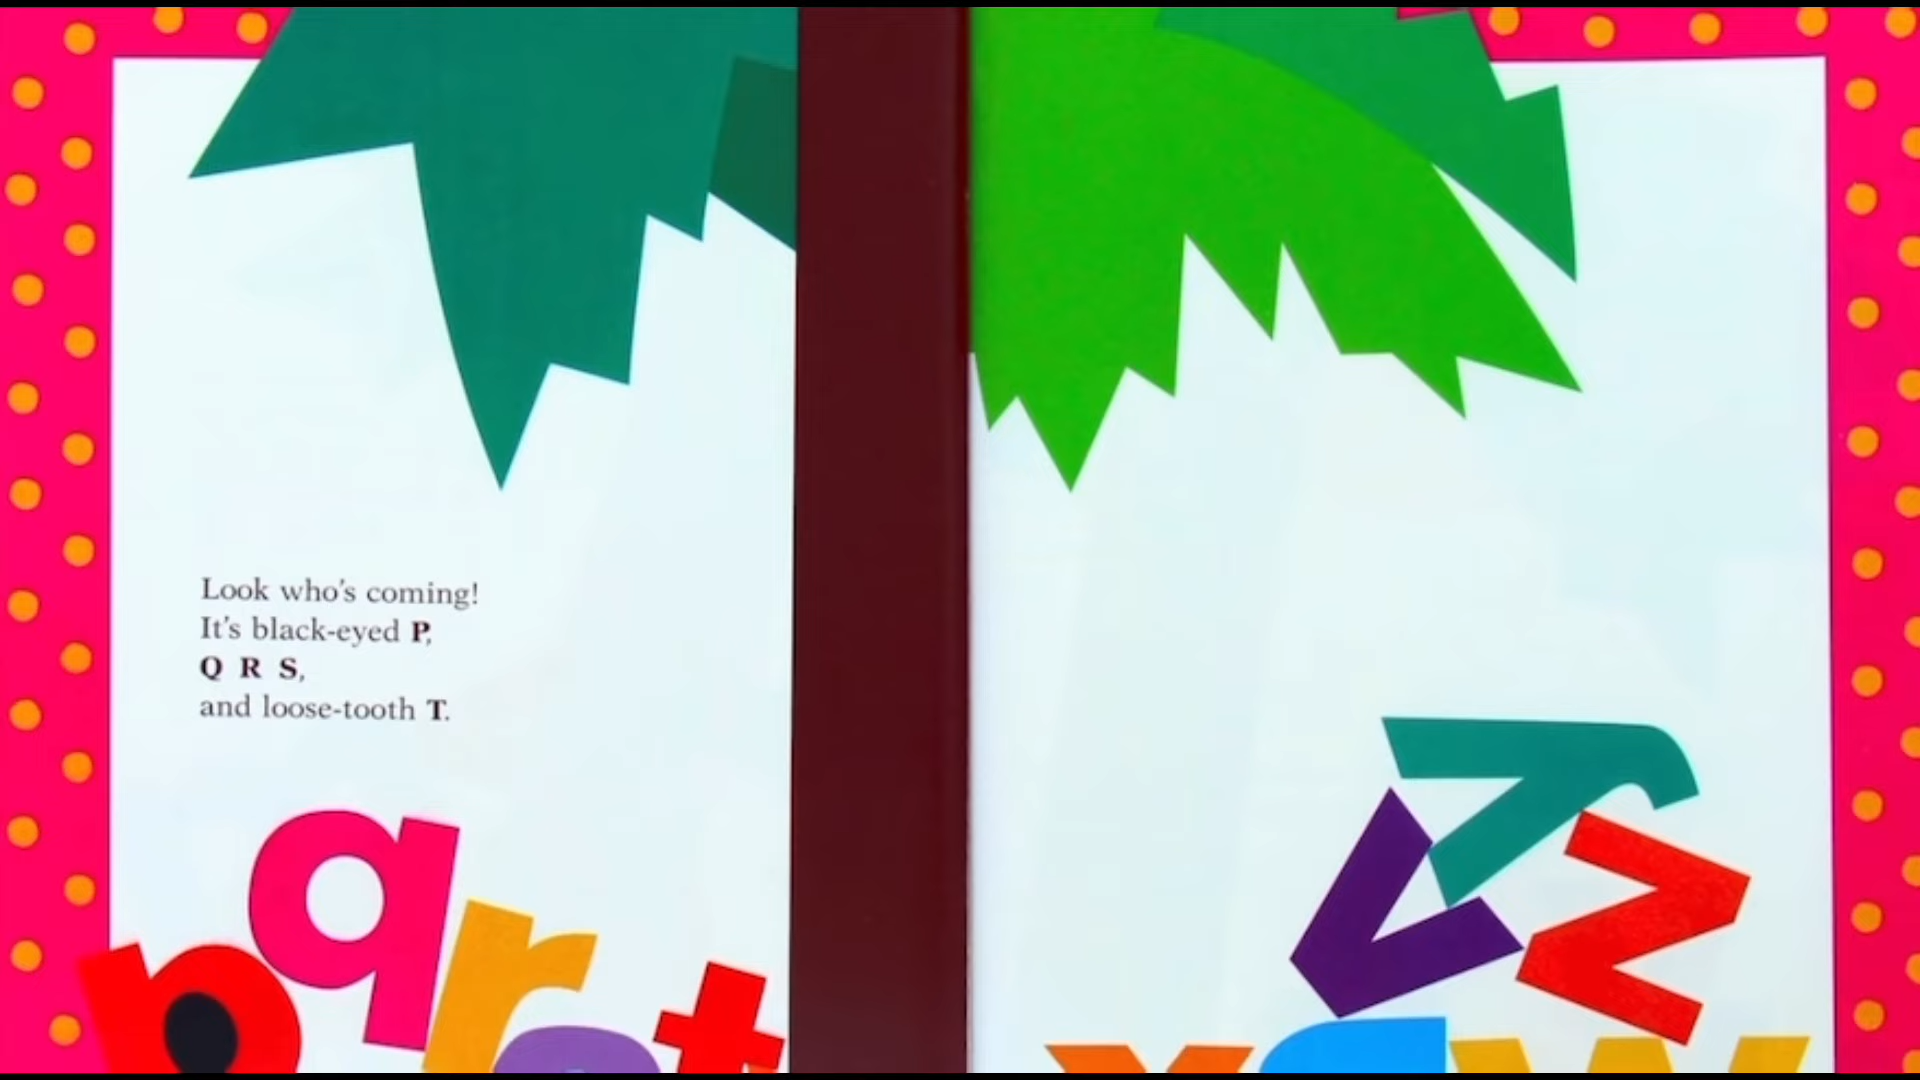 Look who's coming!
It's black-eyed P,
Q R S,
and loose-tooth T.
q
p r s t
y
v z
x u w